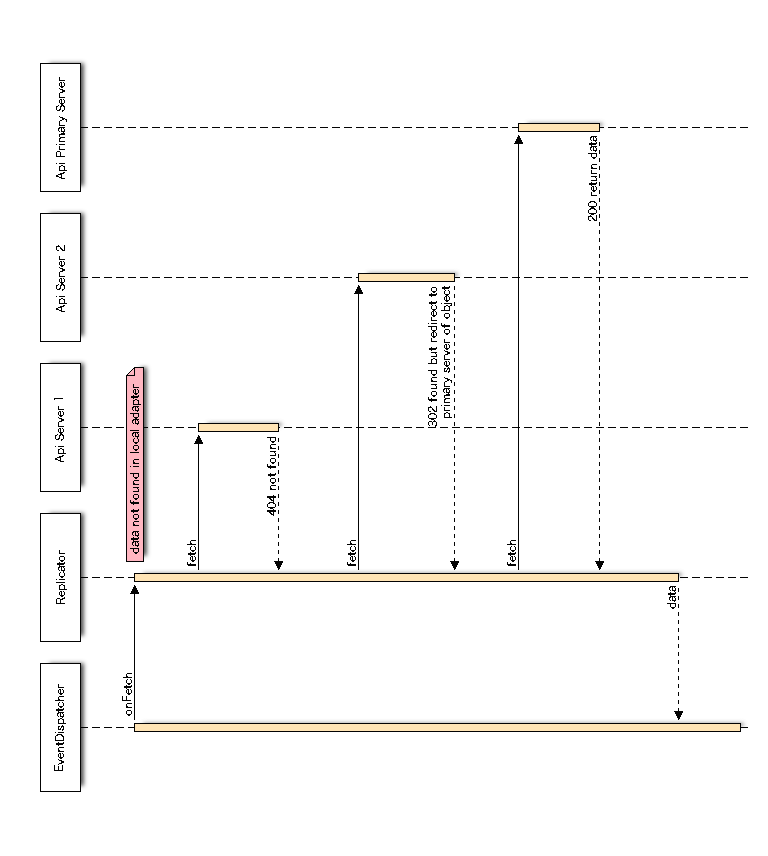 EventDispatcher
Replicator
Api Server 1
Api Server 2
Api Primary Server
onFetch
data not found in local adapter
fetch
404 not found
fetch
302 found but redirect to
primary server of object
fetch
200 return data
data